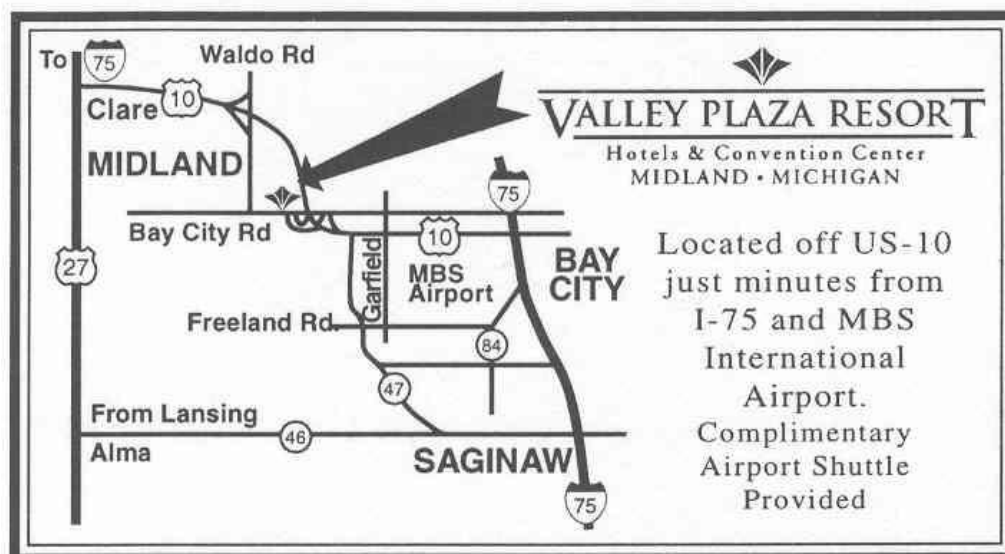 To 75
Waldo Rd
Clare 10
MIDLAND
Bay City Rd
27
75
10
Garfield
MBS
Airport
BAY
CITY
Freeland Rd.
84
47
From Lansing
46
Alma
SAGINAW
75
VALLEY PLAZA RESORT
Hotels & Convention Center
MIDLAND • MICHIGAN
Located off US-10
just minutes from
I-75 and MBS
International
Airport.
Complimentary
Airport Shuttle
Provided